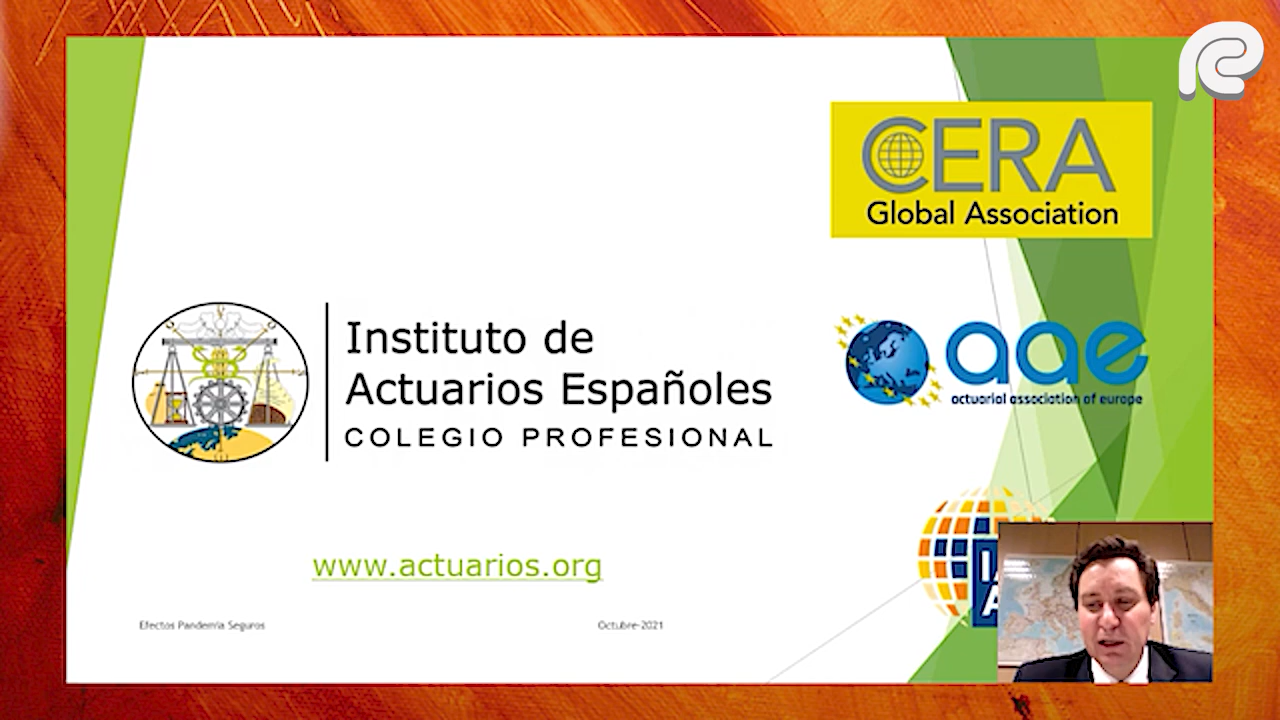 CERA
Global Association
Instituto de
Actuarios Españoles
COLEGIO PROFESIONAL
aae
actuarial association of europe
www.actuarios.org
Efectos Pandemia Seguros
Octubre-2021